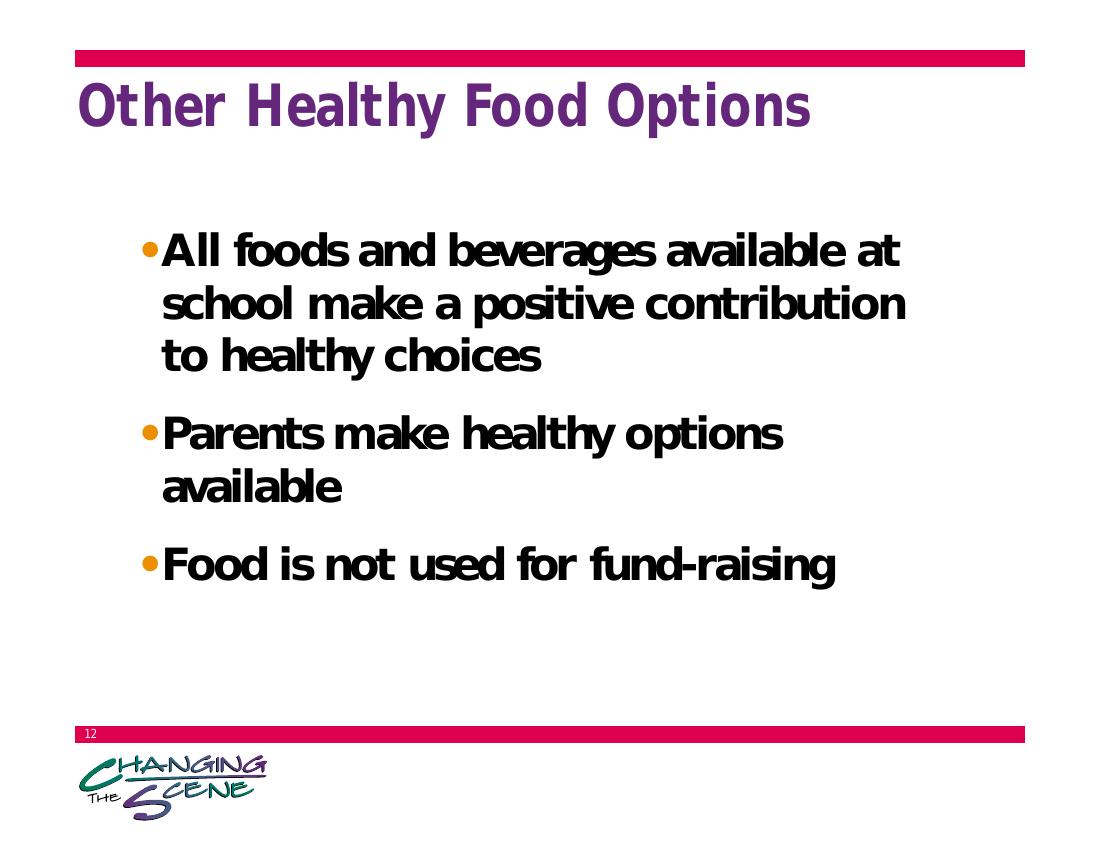 Other Healthy Food Options
•All foods and beverages available at
school make a positive contribution
to healthy choices
•Parents make healthy options
available
•Food is not used for fund-raising
12
CHANGING
THE SCENE